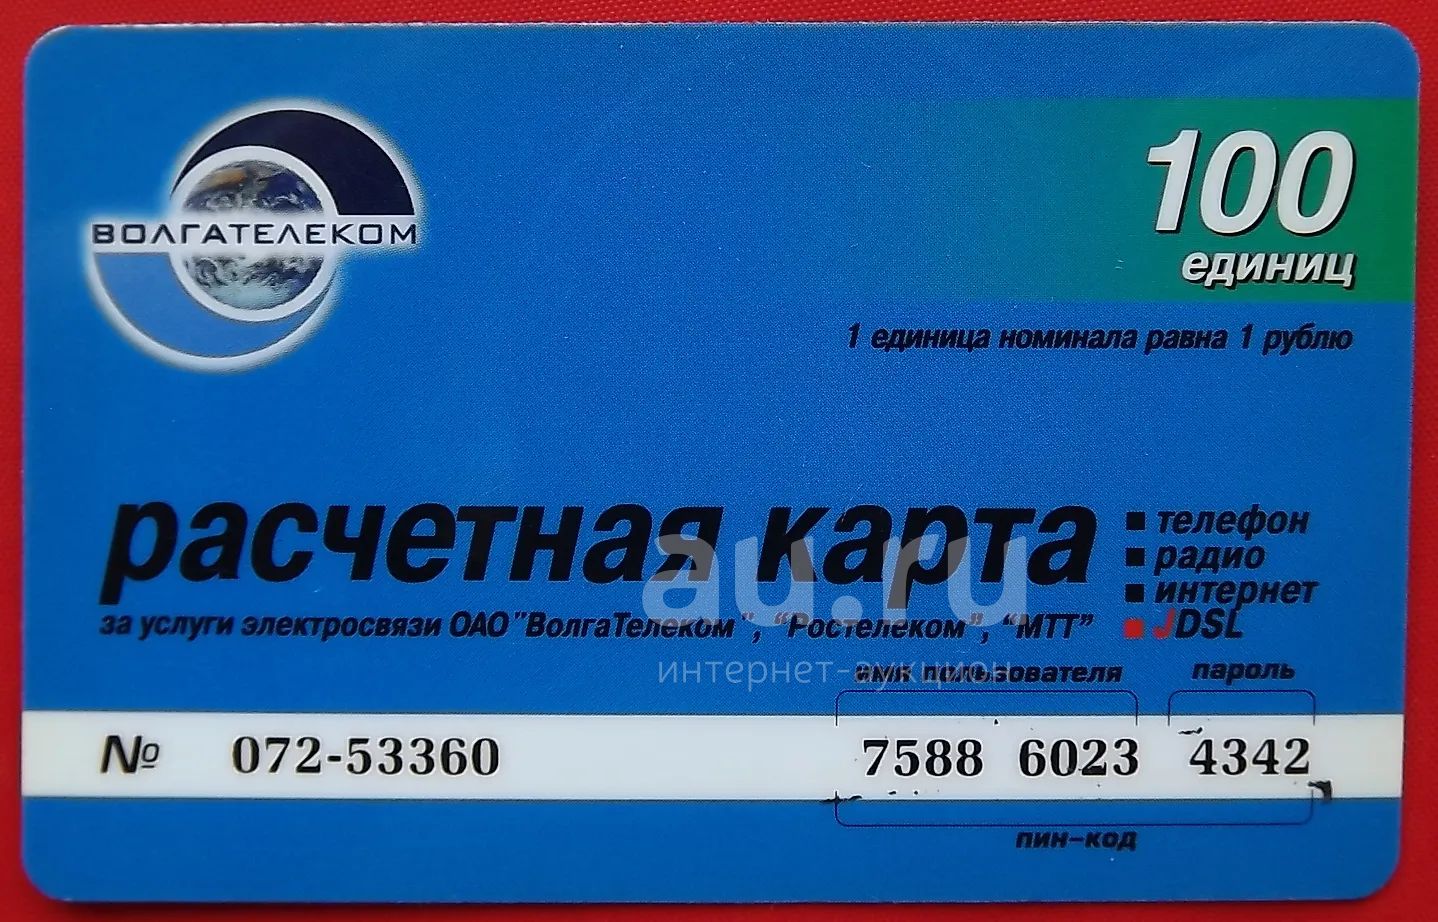 ВОЛГАТЕЛЕКОМ
100
единиц
1 единица номинала равна 1 рублю
расчетная карта
за услуги электросвязи ОАО "ВолгаТелеком", “Ростелеком”, “МТТ”
телефон
радио
интернет
JDSL
au.ru
интернет-аукцион
имя пользователя
пароль
№ 072-53360
7588 6023 4342
пин-код